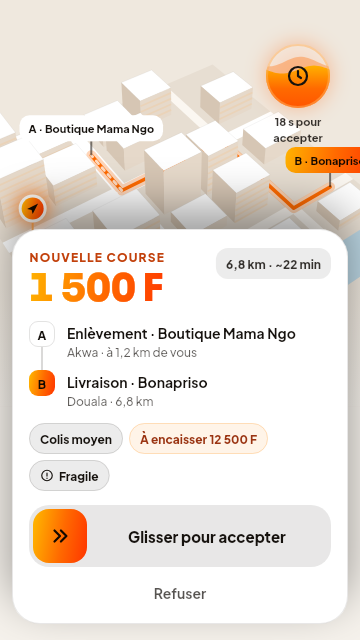 A · Boutique Mama Ngo
18 s pour
accepter
B · Bonapriso
NOUVELLE COURSE
1 500 F
6,8 km · ~22 min
A
Enlèvement · Boutique Mama Ngo
Akwa · à 1,2 km de vous
B
Livraison · Bonapriso
Douala · 6,8 km
Colis moyen
À encaisser 12 500 F
Fragile
Glisser pour accepter
Refuser